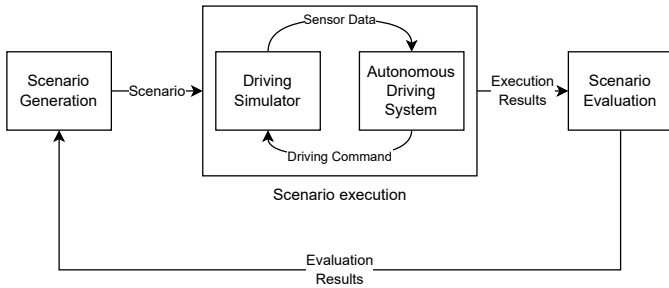 Sensor Data
Scenario
Generation
Scenario
Driving
Simulator
Autonomous
Driving
System
Execution
Results
Scenario
Evaluation
Driving Command
Scenario execution
Evaluation
Results